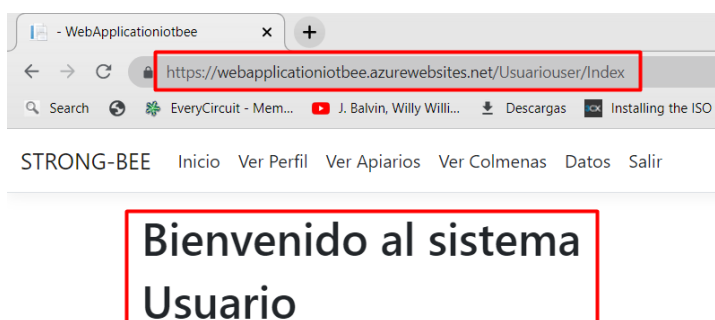 - WebApplicationiotbee
https://webapplicationiotbee.azurewebsites.net/Usuariouser/Index
Search EveryCircuit - Mem... J. Balvin, Willy Willi... Descargas Installing the ISO
STRONG-BEE Inicio Ver Perfil Ver Apiarios Ver Colmenas Datos Salir
Bienvenido al sistema
Usuario